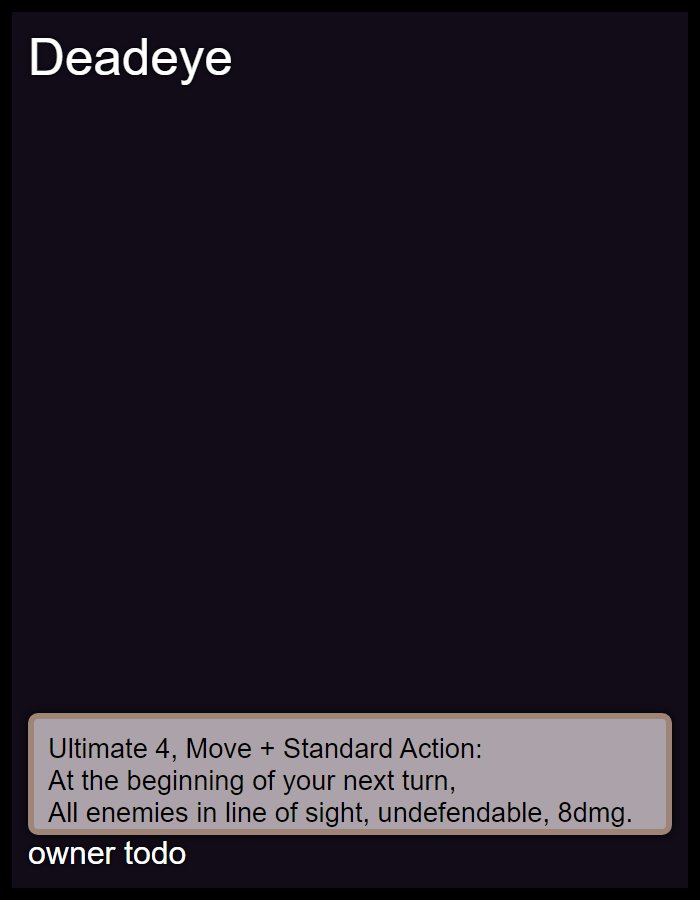 Deadeye
Ultimate 4, Move + Standard Action:
At the beginning of your next turn,
All enemies in line of sight, undefendable, 8dmg.
owner todo